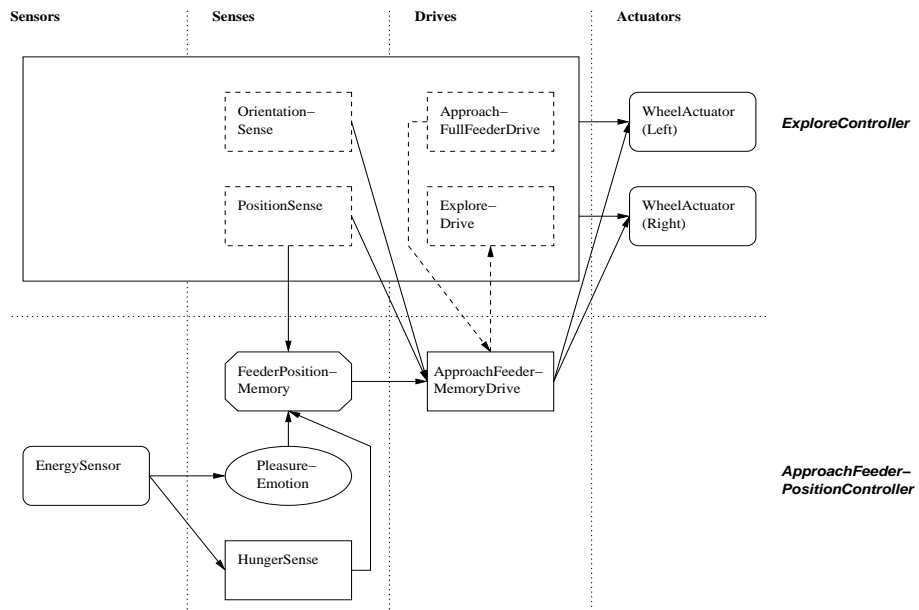 Sensors
Senses
Drives
Actuators
Orientation–
Sense
Approach–
FullFeederDrive
WheelActuator
(Left)
ExploreController
PositionSense
Explore–
Drive
WheelActuator
(Right)
FeederPosition–
Memory
ApproachFeeder–
MemoryDrive
EnergySensor
Pleasure–
Emotion
ApproachFeeder–
PositionController
HungerSense